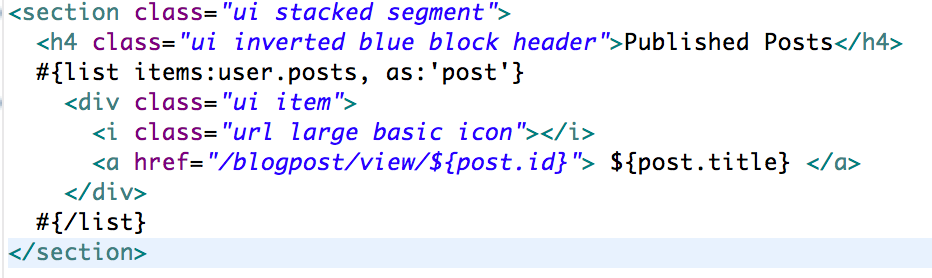 <section class="ui stacked segment">
  <h4 class="ui inverted blue block header">Published Posts</h4>
  #{list items:user.posts, as:'post'}
    <div class="ui item">
      <i class="url large basic icon"></i>
      <a href="/blogpost/view/${post.id}"> ${post.title} </a>
    </div>
  #{/list}
</section>